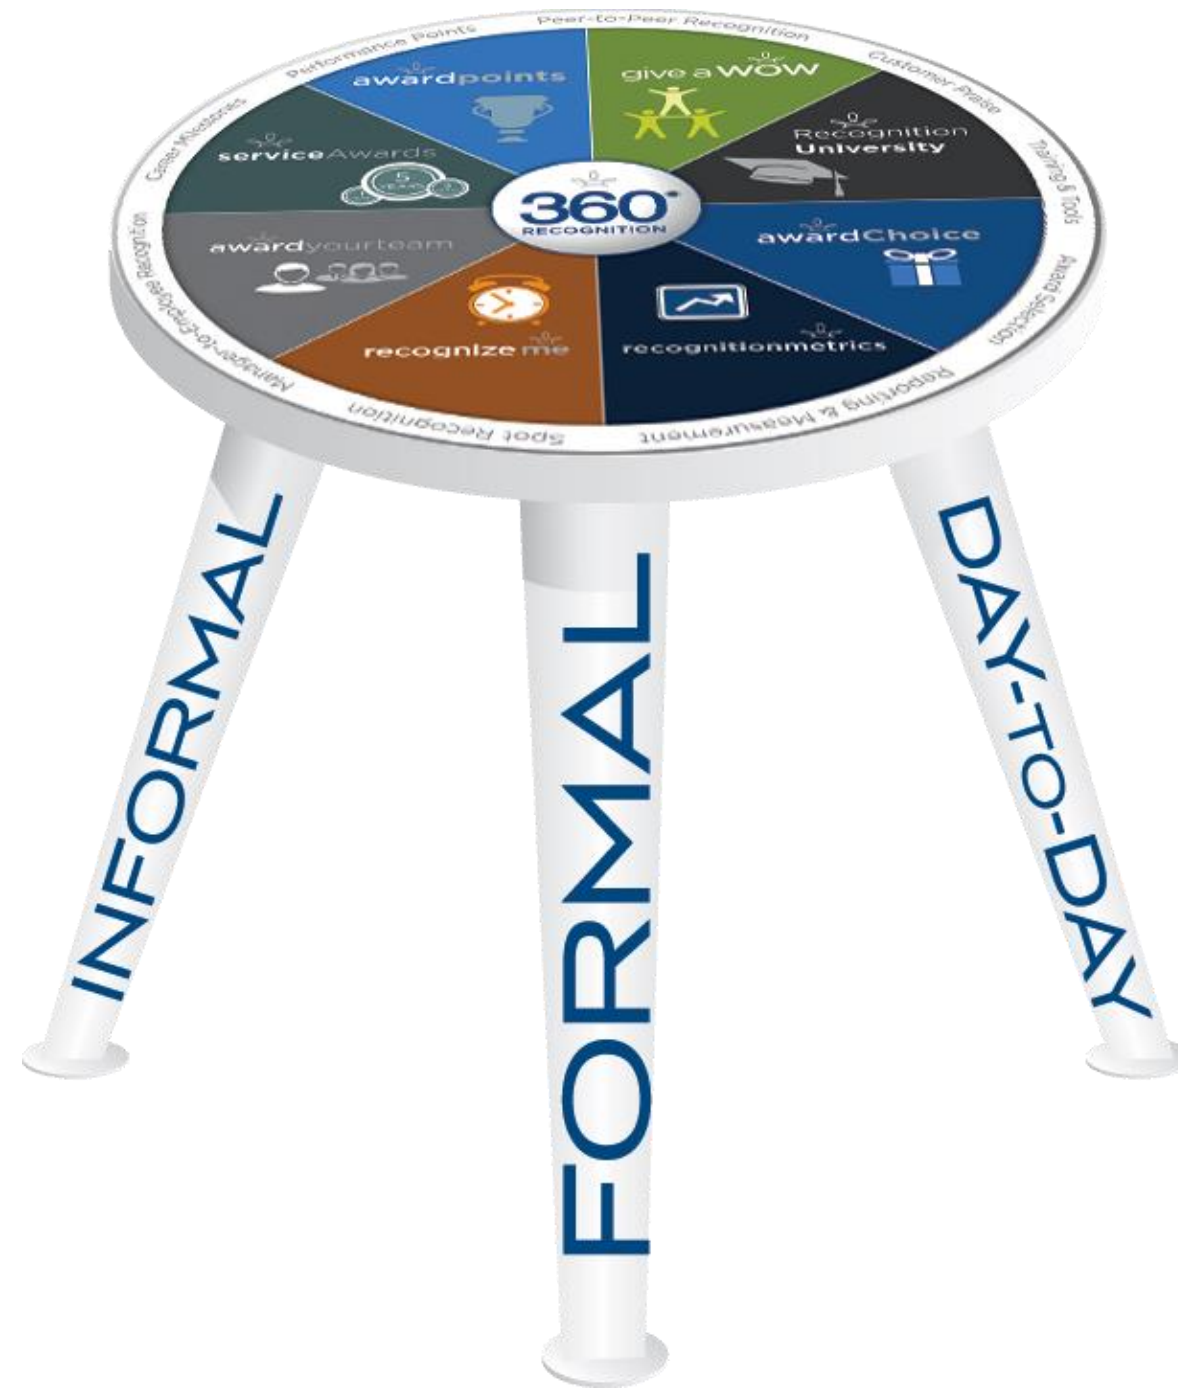 Peer-to-Peer Recognition
Customer Praise
Training & Tools
Award Selection
Reporting & Measurement
Spot Recognition
Manager-to-Employee Recognition
Career Milestones
Performance Points
awardpoints
give a WOW
Recognition
University
awardChoice
recognitionmetrics
recognize me
awardyourteam
serviceAwards
5
YEARS
360°
RECOGNITION
INFORMAL
FORMAL
DAY-TO-DAY